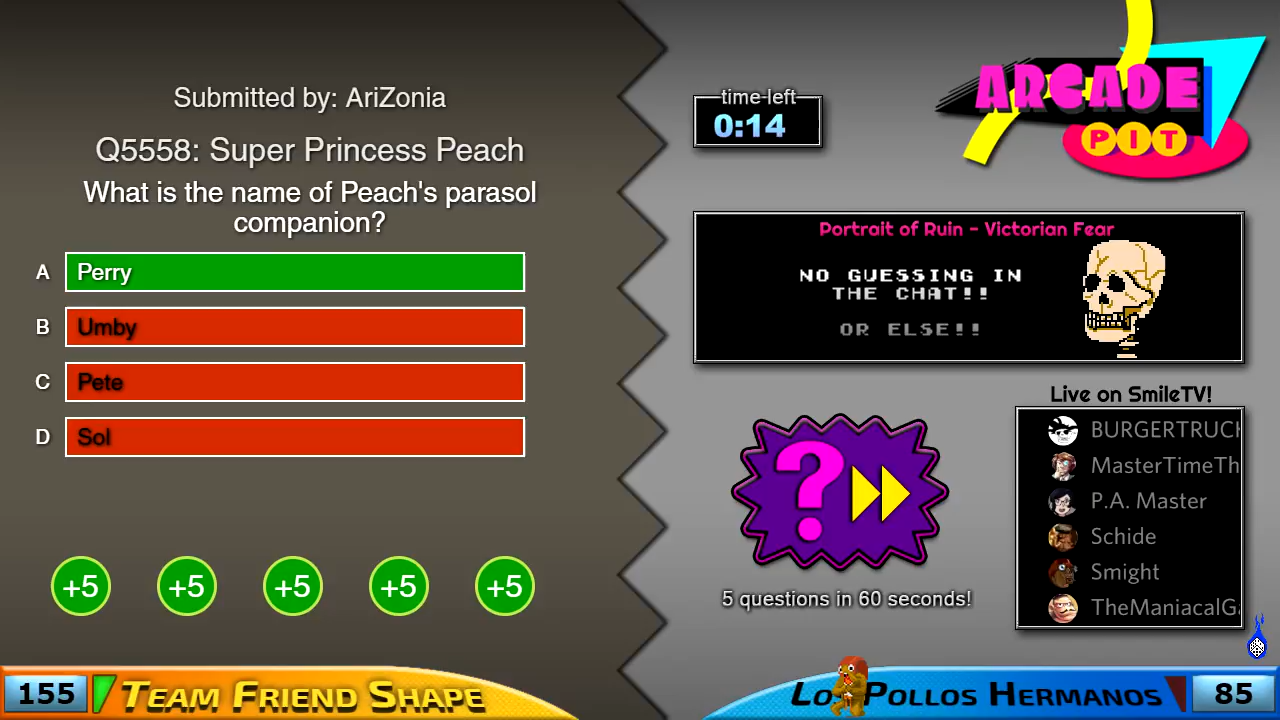 Submitted by: AriZonia
Q5558: Super Princess Peach
What is the name of Peach's parasol
companion?
A Perry
B Umby
C Pete
D Sol
+5 +5 +5 +5 +5
155 TEAM FRIEND SHAPE
time left
0:14
ARCADE
PIT
Portrait of Ruin - Victorian Fear
NO GUESSING IN
THE CHAT!!
OR ELSE!!
?
5 questions in 60 seconds!
Live on SmileTV!
BURGERTRUCK
MasterTimeTh
P.A. Master
Schide
Smight
TheManiacalGa
POLLOS HERMANOS 85